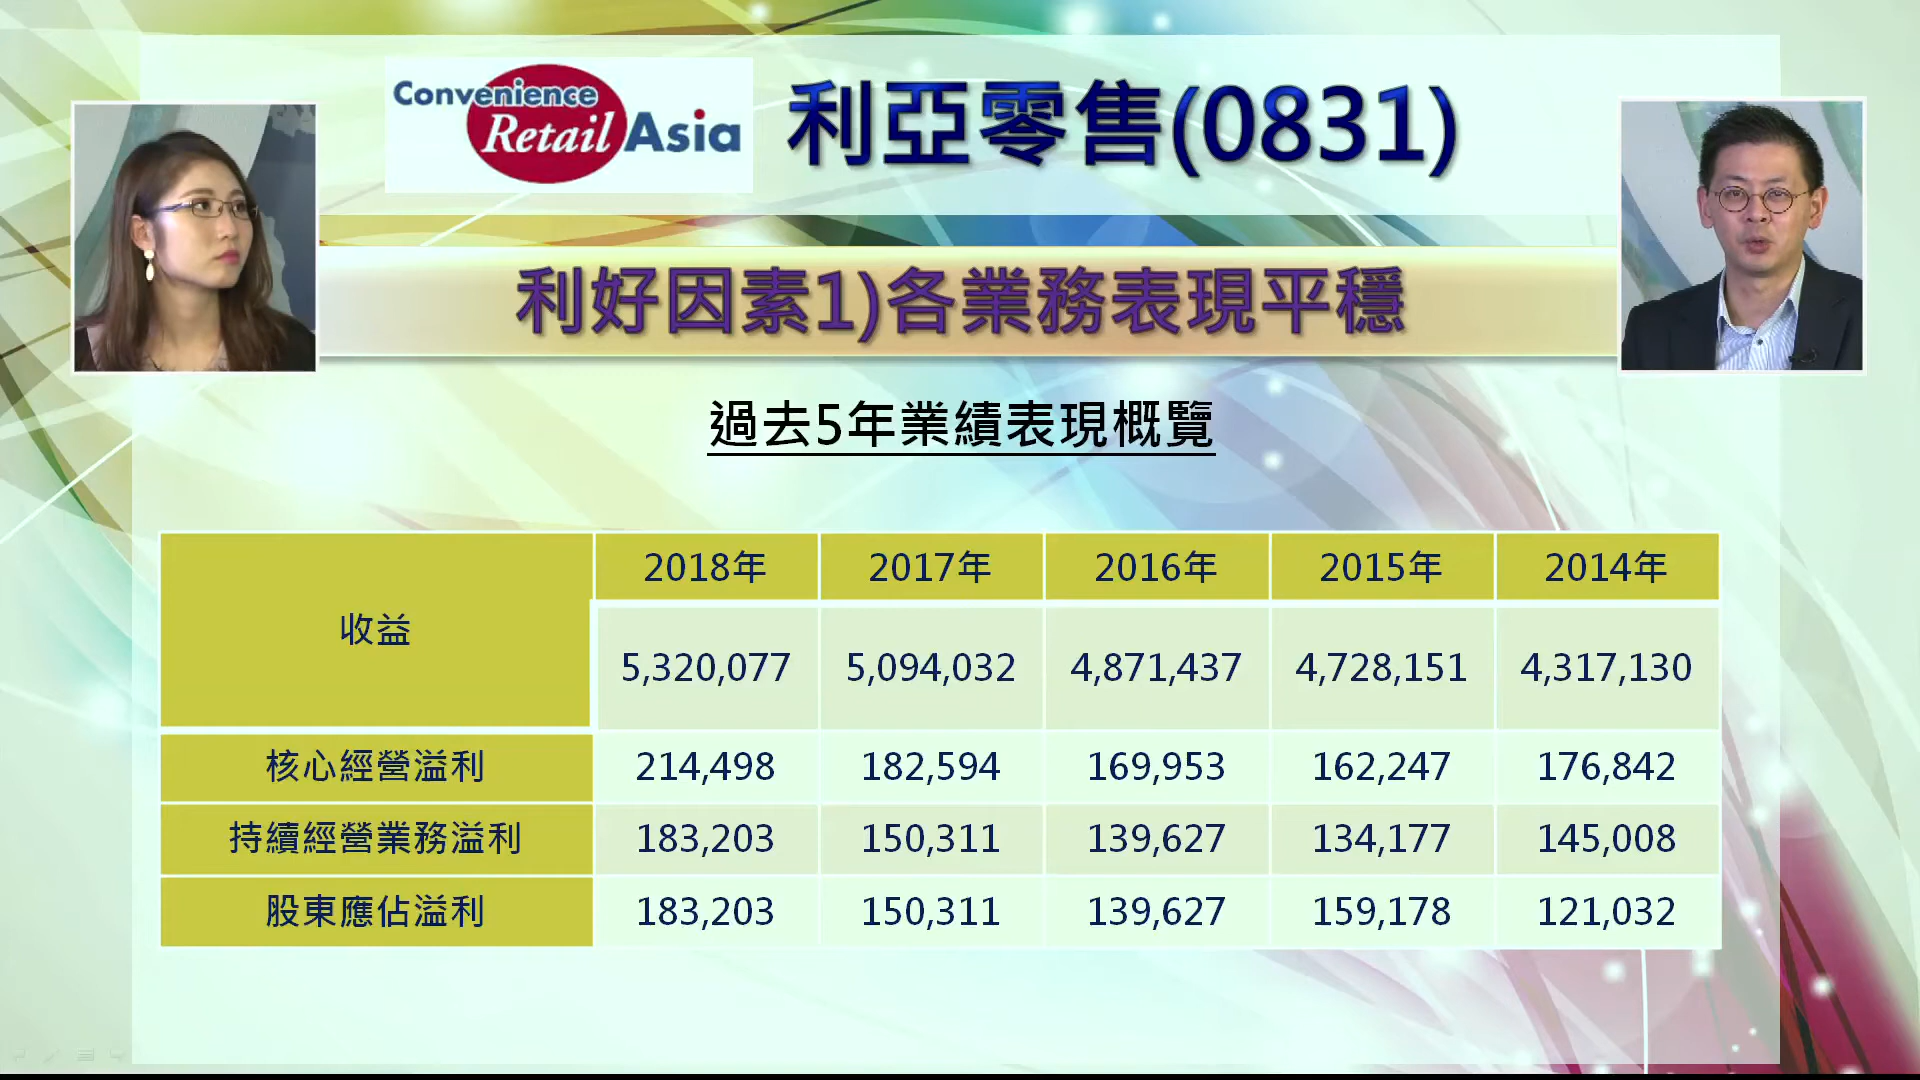 Convenience
Retail Asia
利亞零售(0831)
利好因素1)各業務表現平穩
過去5年業績表現概覽
收益 2018年 2017年 2016年 2015年 2014年
5,320,077 5,094,032 4,871,437 4,728,151 4,317,130
核心經營溢利 214,498 182,594 169,953 162,247 176,842
持續經營業務溢利 183,203 150,311 139,627 134,177 145,008
股東應佔溢利 183,203 150,311 139,627 159,178 121,032